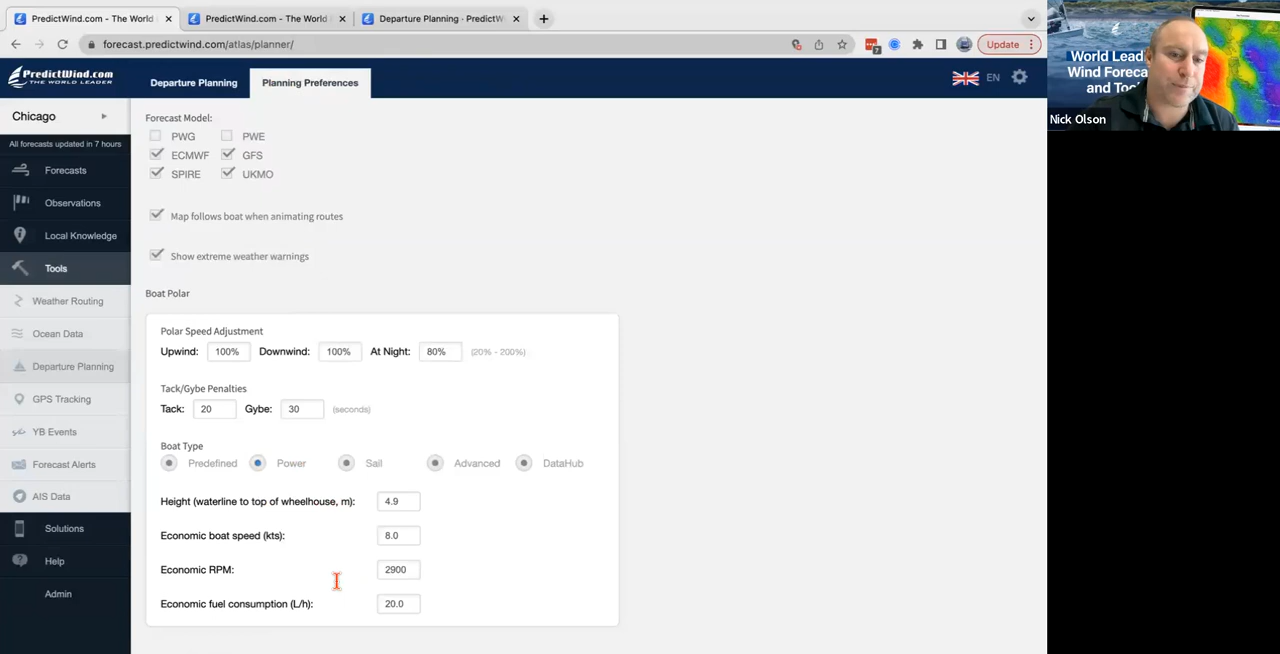 PredictWind.com - The World
PredictWind.com - The World
Departure Planning · PredictW
forecast.predictwind.com/atlas/planner/
7
Update
PREDICTWIND.COM
THE WORLD LEADER
Departure Planning
Planning Preferences
EN
World Lead
Wind Foreca
and Too
Nick Olson
Chicago
All forecasts updated in 7 hours
Forecasts
Observations
Local Knowledge
Tools
Weather Routing
Ocean Data
Departure Planning
GPS Tracking
YB Events
Forecast Alerts
AIS Data
Solutions
Help
Admin
Forecast Model:
PWG PWE
ECMWF GFS
SPIRE UKMO
Map follows boat when animating routes
Show extreme weather warnings
Boat Polar
Polar Speed Adjustment
Upwind: 100% Downwind: 100% At Night: 80% (20% - 200%)
Tack/Gybe Penalties
Tack: 20 Gybe: 30 (seconds)
Boat Type
Predefined Power Sail Advanced DataHub
Height (waterline to top of wheelhouse, m): 4.9
Economic boat speed (kts): 8.0
Economic RPM: 2900
Economic fuel consumption (L/h): 20.0